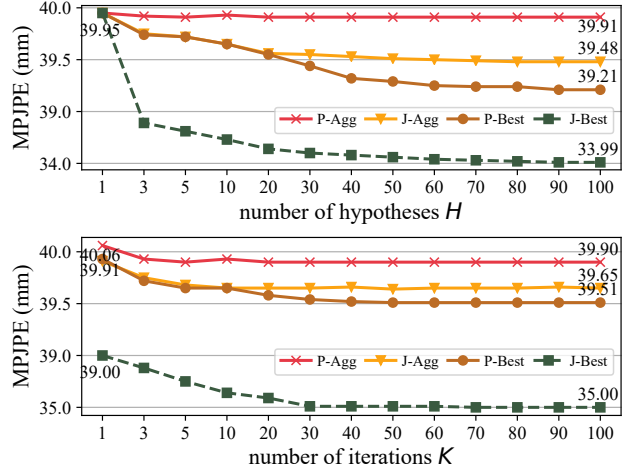 40.0
39.5
39.0
34.0
MPJPE (mm)
39.95
39.91
39.48
39.21
33.99
P-Agg J-Agg P-Best J-Best
1 3 5 10 20 30 40 50 60 70 80 90 100
number of hypotheses H
40.0
39.5
39.0
35.0
MPJPE (mm)
40.06
39.91
39.00
39.90
39.65
39.51
35.00
P-Agg J-Agg P-Best J-Best
1 3 5 10 20 30 40 50 60 70 80 90 100
number of iterations K